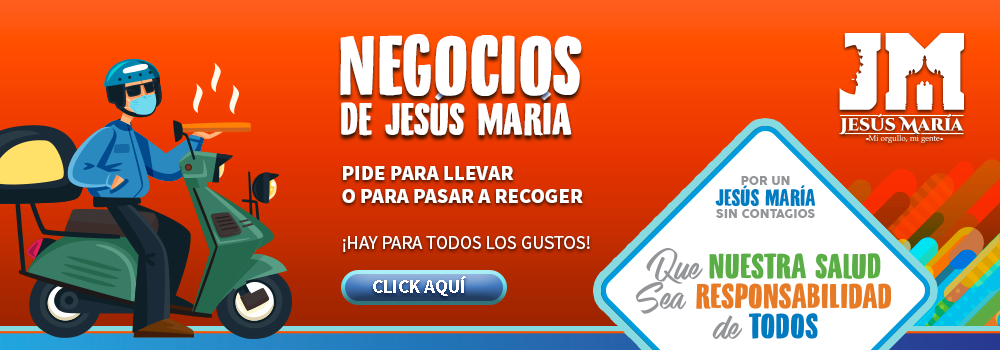 NEGOCIOS
DE JESÚS MARÍA
PIDE PARA LLEVAR
O PARA PASAR A RECOGER
¡HAY PARA TODOS LOS GUSTOS!
CLICK AQUÍ
JM
JESÚS MARÍA
•Mi orgullo, mi gente•
POR UN
JESÚS MARÍA
SIN CONTAGIOS
Que NUESTRA SALUD
Sea RESPONSABILIDAD
de TODOS